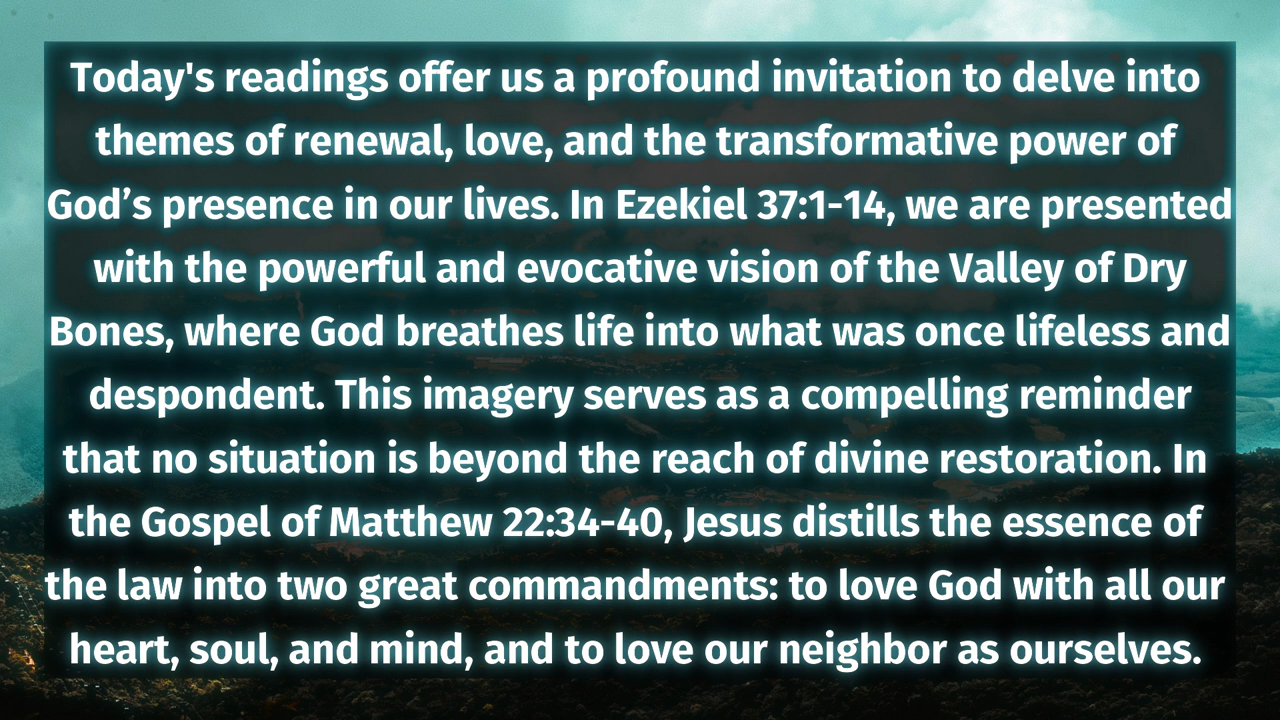 Today's readings offer us a profound invitation to delve into
themes of renewal, love, and the transformative power of
God’s presence in our lives. In Ezekiel 37:1-14, we are presented
with the powerful and evocative vision of the Valley of Dry
Bones, where God breathes life into what was once lifeless and
despondent. This imagery serves as a compelling reminder
that no situation is beyond the reach of divine restoration. In
the Gospel of Matthew 22:34-40, Jesus distills the essence of
the law into two great commandments: to love God with all our
heart, soul, and mind, and to love our neighbor as ourselves.